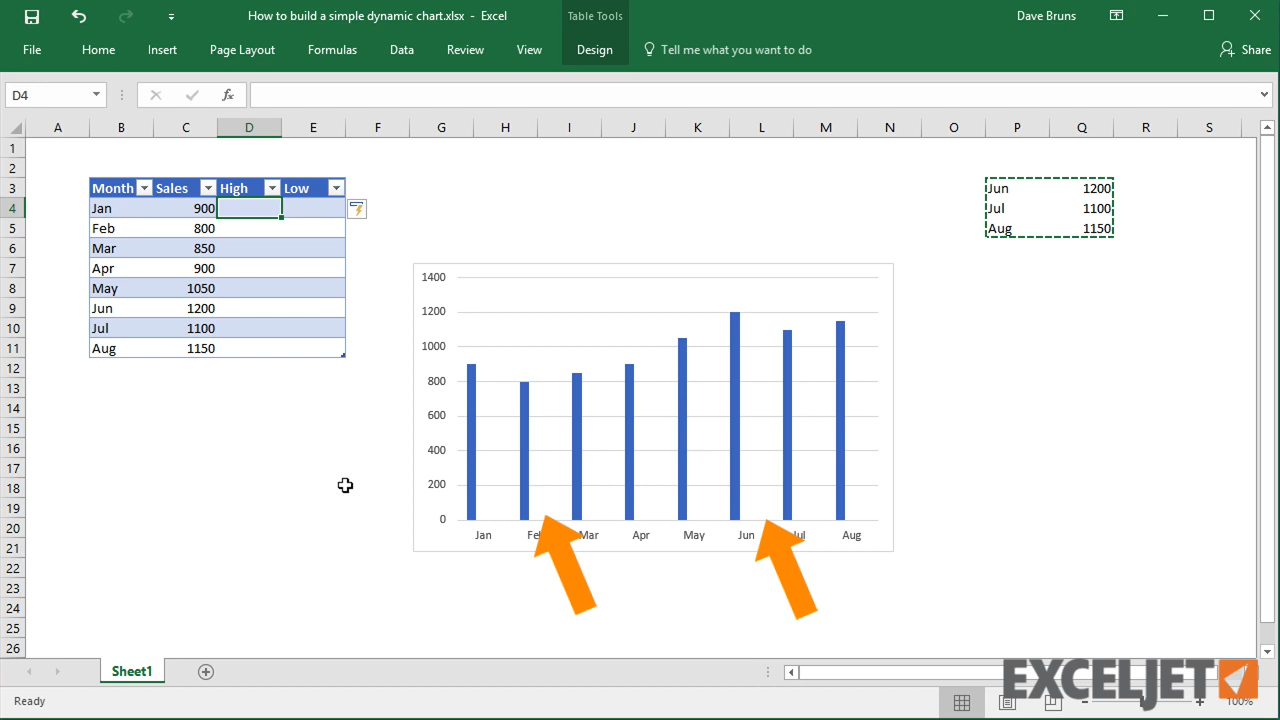 How to build a simple dynamic chart.xlsx - Excel
Table Tools
Dave Bruns
File Home Insert Page Layout Formulas Data Review View Design Tell me what you want to do Share
D4 fx
A B C D E F G H I J K L M N O P Q R S
1
2
3 Month Sales High Low Jun 1200
4 Jan 900 Jul 1100
5 Feb 800 Aug 1150
6 Mar 850
7 Apr 900
8 May 1050
9 Jun 1200
10 Jul 1100
11 Aug 1150
12
13
14
15
16
17
18
19
20
21
22
23
24
25
26
1400
1200
1000
800
600
400
200
0
Jan Feb Mar Apr May Jun Jul Aug
Sheet1
EXCELJET
Ready 100%